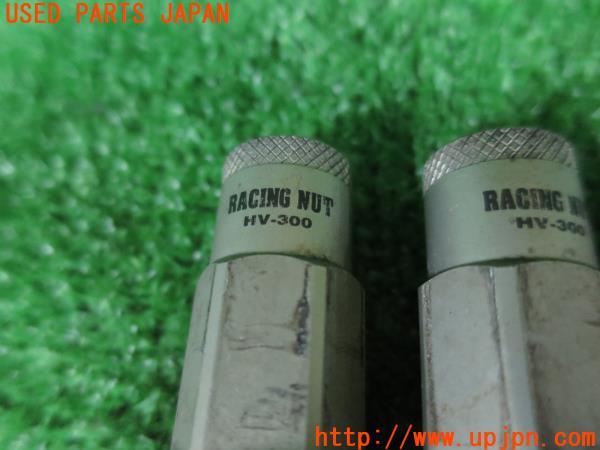 USED PARTS JAPAN
RACING NUT
HV-300
RACING NU
HV-300
http://www.upjpn.com